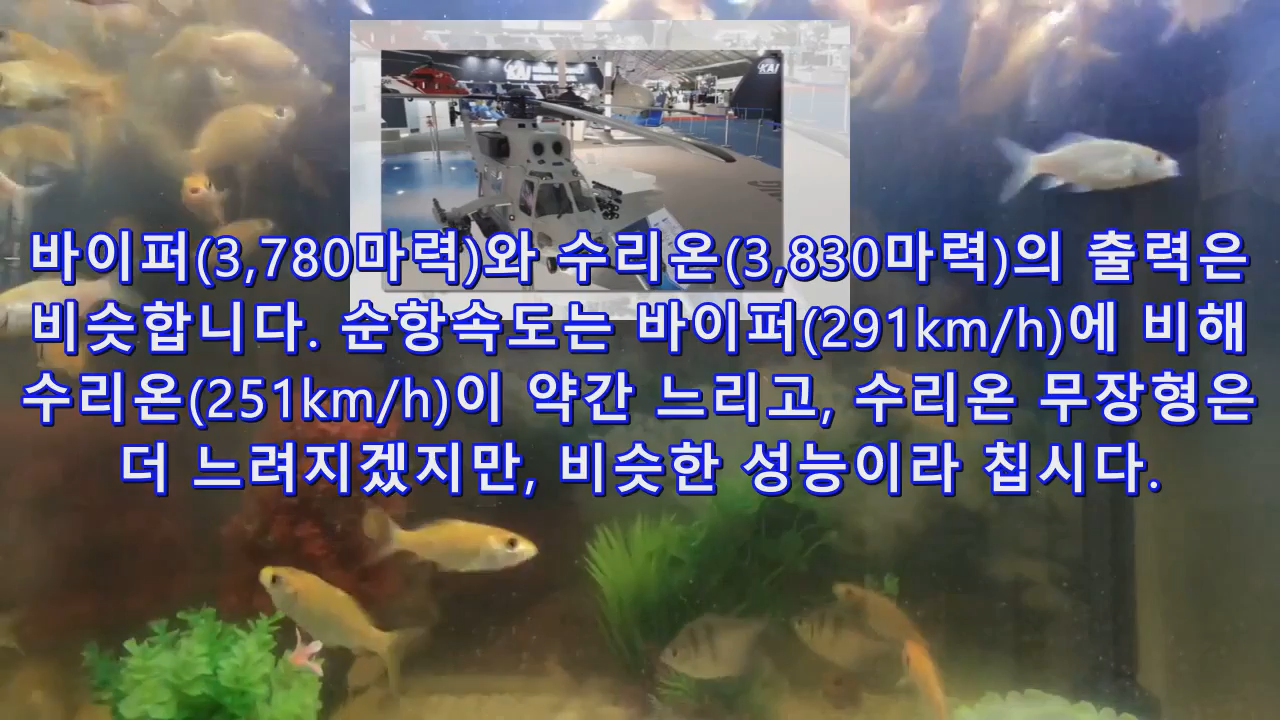 KAI
KAI
바이퍼(3,780마력)와 수리온(3,830마력)의 출력은
비슷합니다. 순항속도는 바이퍼(291km/h)에 비해
수리온(251km/h)이 약간 느리고, 수리온 무장형은
더 느려지겠지만, 비슷한 성능이라 칩시다.